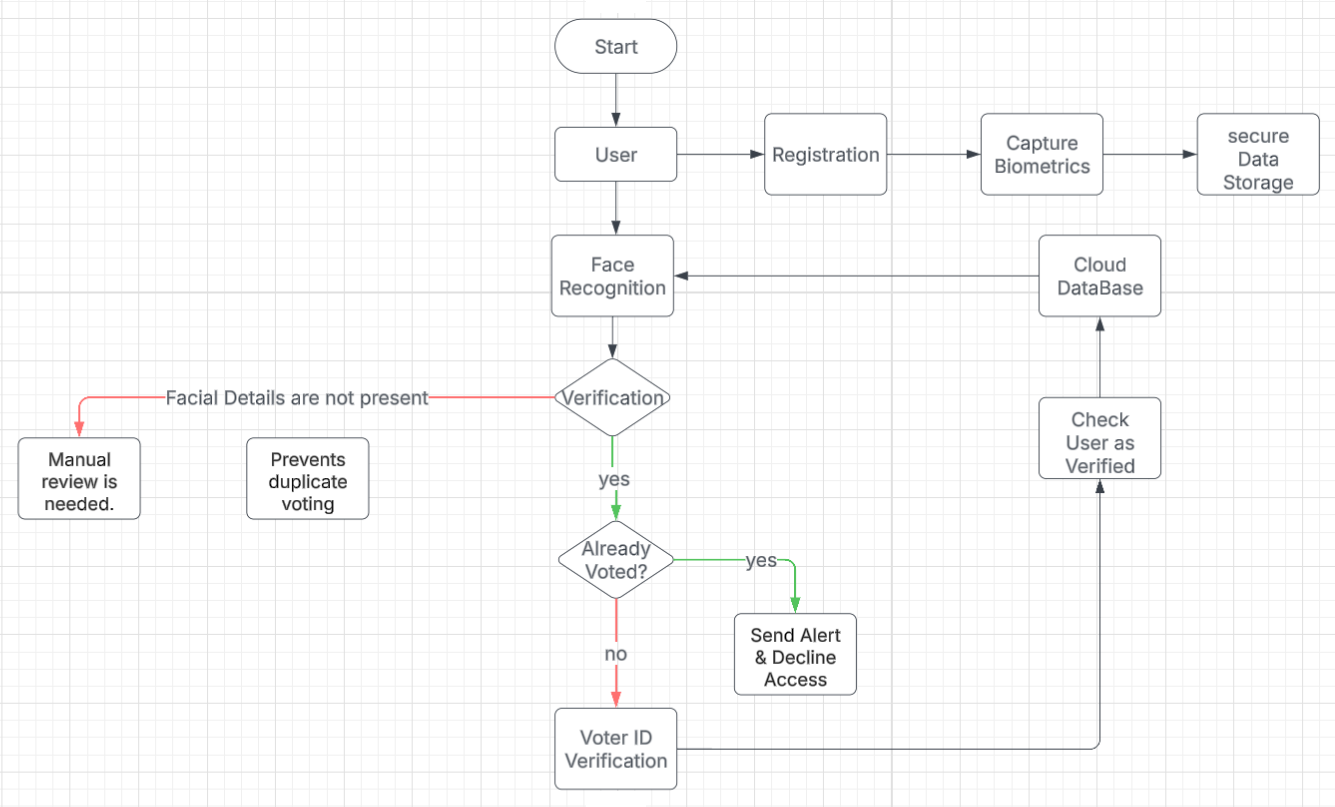 Start
User
Registration
Capture
Biometrics
secure
Data
Storage
Face
Recognition
Cloud
DataBase
Facial Details are not present
Verification
Check
User as
Verified
Manual
review is
needed.
Prevents
duplicate
voting
yes
Already
Voted?
yes
Send Alert
& Decline
Access
no
Voter ID
Verification